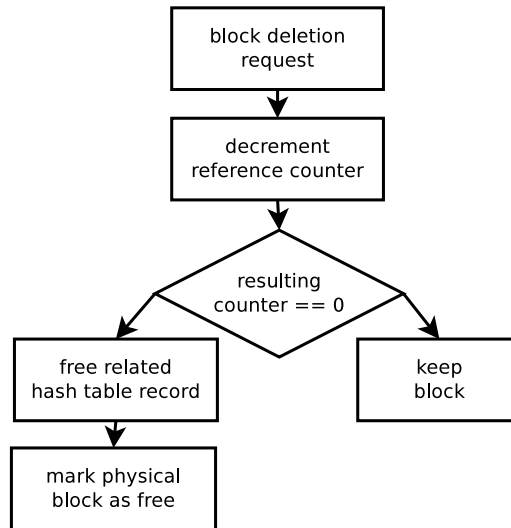 block deletion
request
decrement
reference counter
resulting
counter == 0
free related
hash table record
keep
block
mark physical
block as free